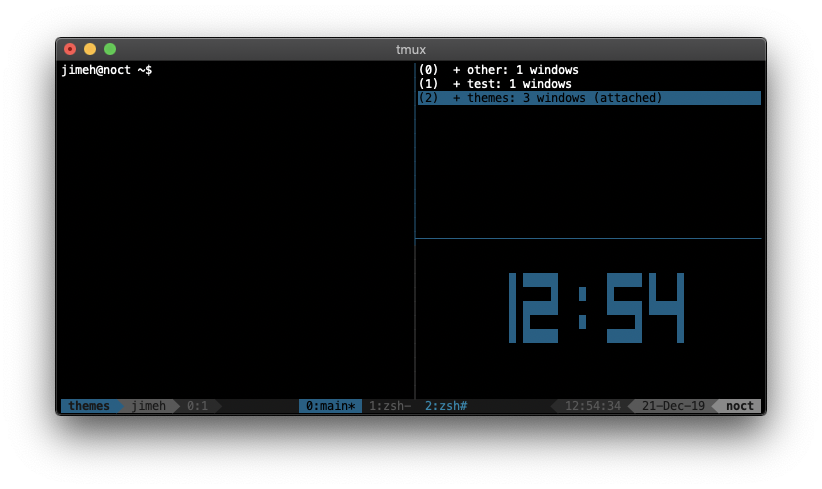 tmux
jimeh@noct ~$
(0)  + other: 1 windows
(1)  + test: 1 windows
(2)  + themes: 3 windows (attached)
12:54
themes jimeh 0:1 0:main* 1:zsh- 2:zsh# 12:54:34 21-Dec-19 noct